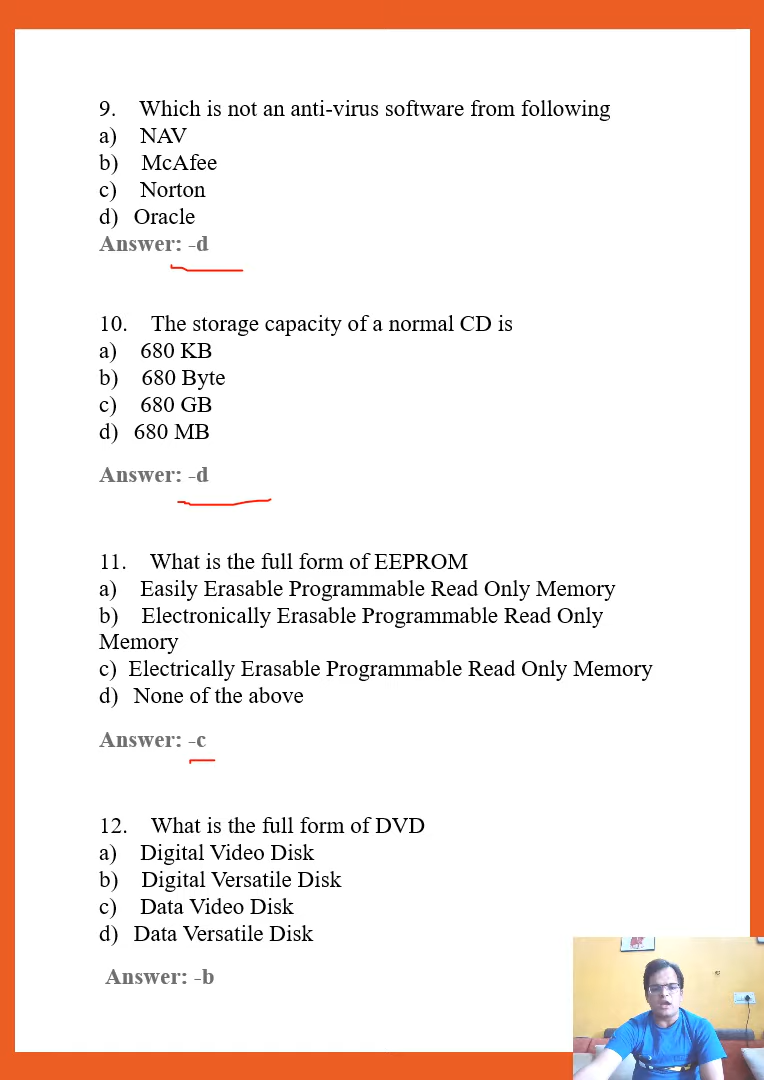 9. Which is not an anti-virus software from following
a) NAV
b) McAfee
c) Norton
d) Oracle
Answer: -d
10. The storage capacity of a normal CD is
a) 680 KB
b) 680 Byte
c) 680 GB
d) 680 MB
Answer: -d
11. What is the full form of EEPROM
a) Easily Erasable Programmable Read Only Memory
b) Electronically Erasable Programmable Read Only
Memory
c) Electrically Erasable Programmable Read Only Memory
d) None of the above
Answer: -c
12. What is the full form of DVD
a) Digital Video Disk
b) Digital Versatile Disk
c) Data Video Disk
d) Data Versatile Disk
Answer: -b